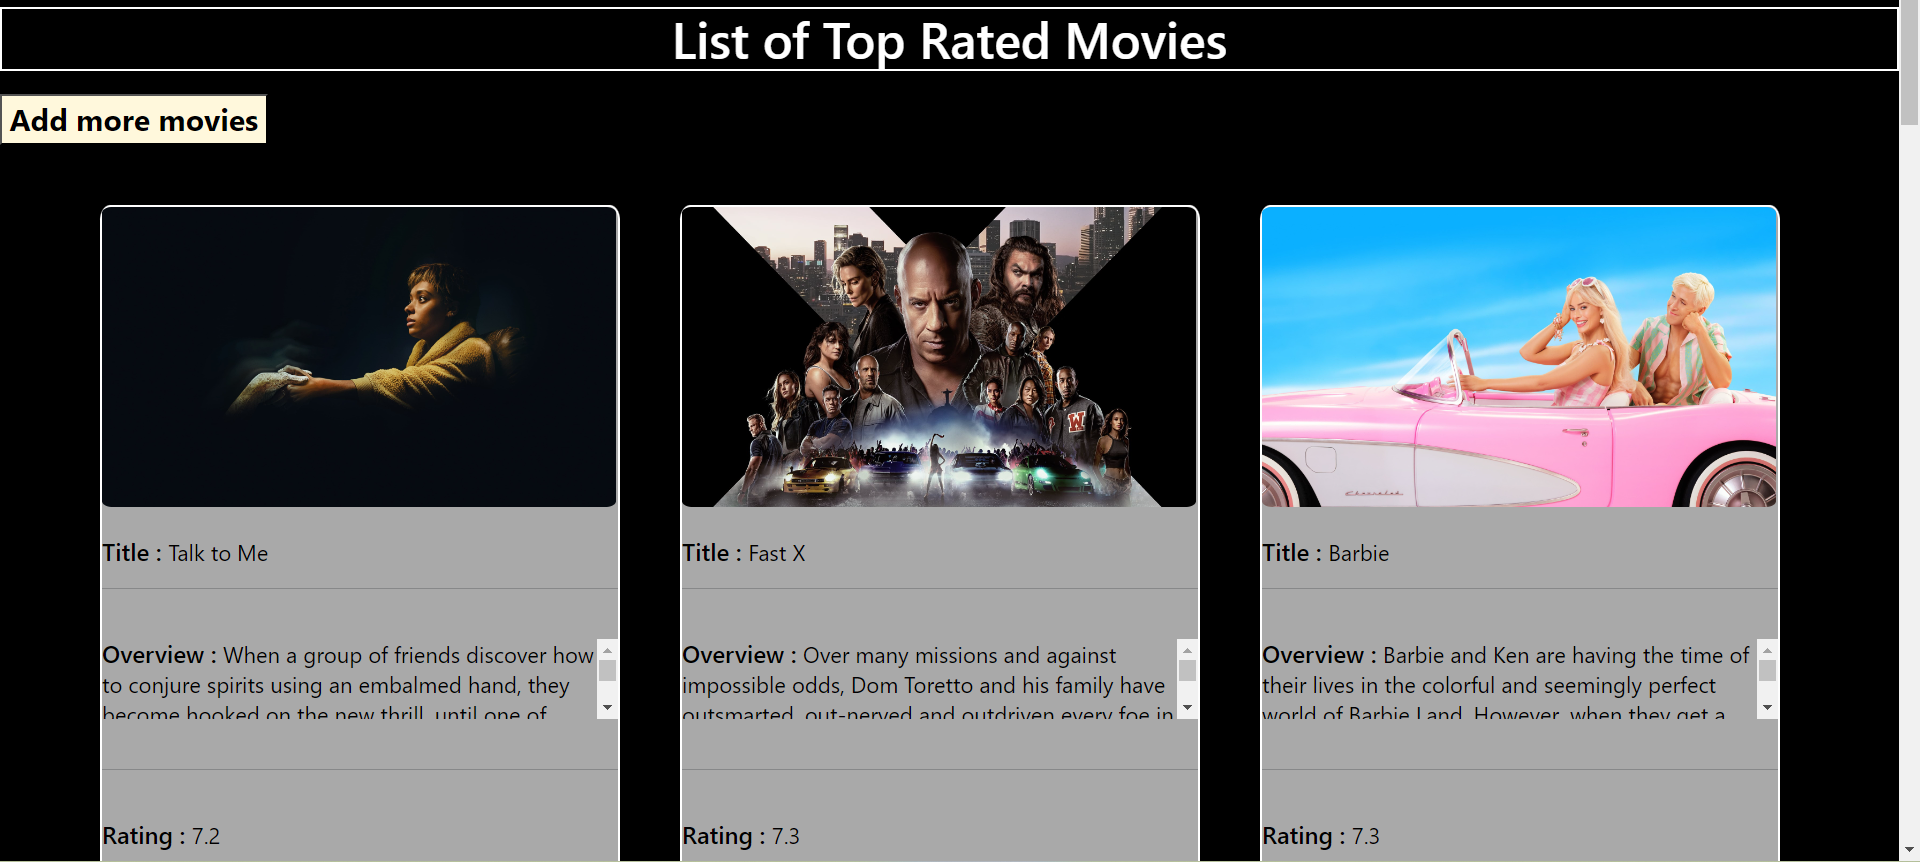 List of Top Rated Movies
Add more movies
Title : Talk to Me
Overview : When a group of friends discover how
to conjure spirits using an embalmed hand, they
become hooked on the new thrill, until one of
Rating : 7.2
W
Title : Fast X
Overview : Over many missions and against
impossible odds, Dom Toretto and his family have
outsmarted, out-nerved and outdriven every foe in
Rating : 7.3
Chevrolet
Title : Barbie
Overview : Barbie and Ken are having the time of
their lives in the colorful and seemingly perfect
world of Barbie Land. However, when they get a
Rating : 7.3